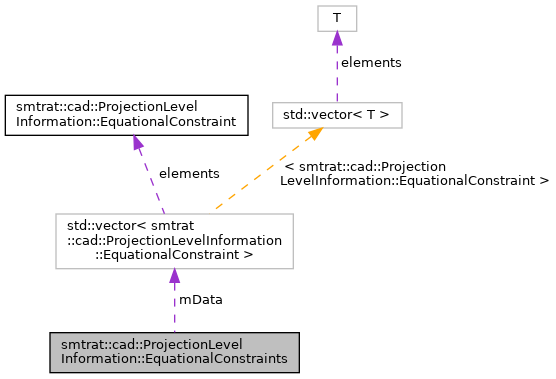 T
elements
smtrat::cad::ProjectionLevel
Information::EqualConstraint
std::vector< T >
elements
< smtrat::cad::Projection
LevelInformation::EquationalConstraint >
std::vector< smtrat
::cad::ProjectionLevelInformation
::EquationalConstraint >
mData
smtrat::cad::ProjectionLevel
Information::EquationalConstraints